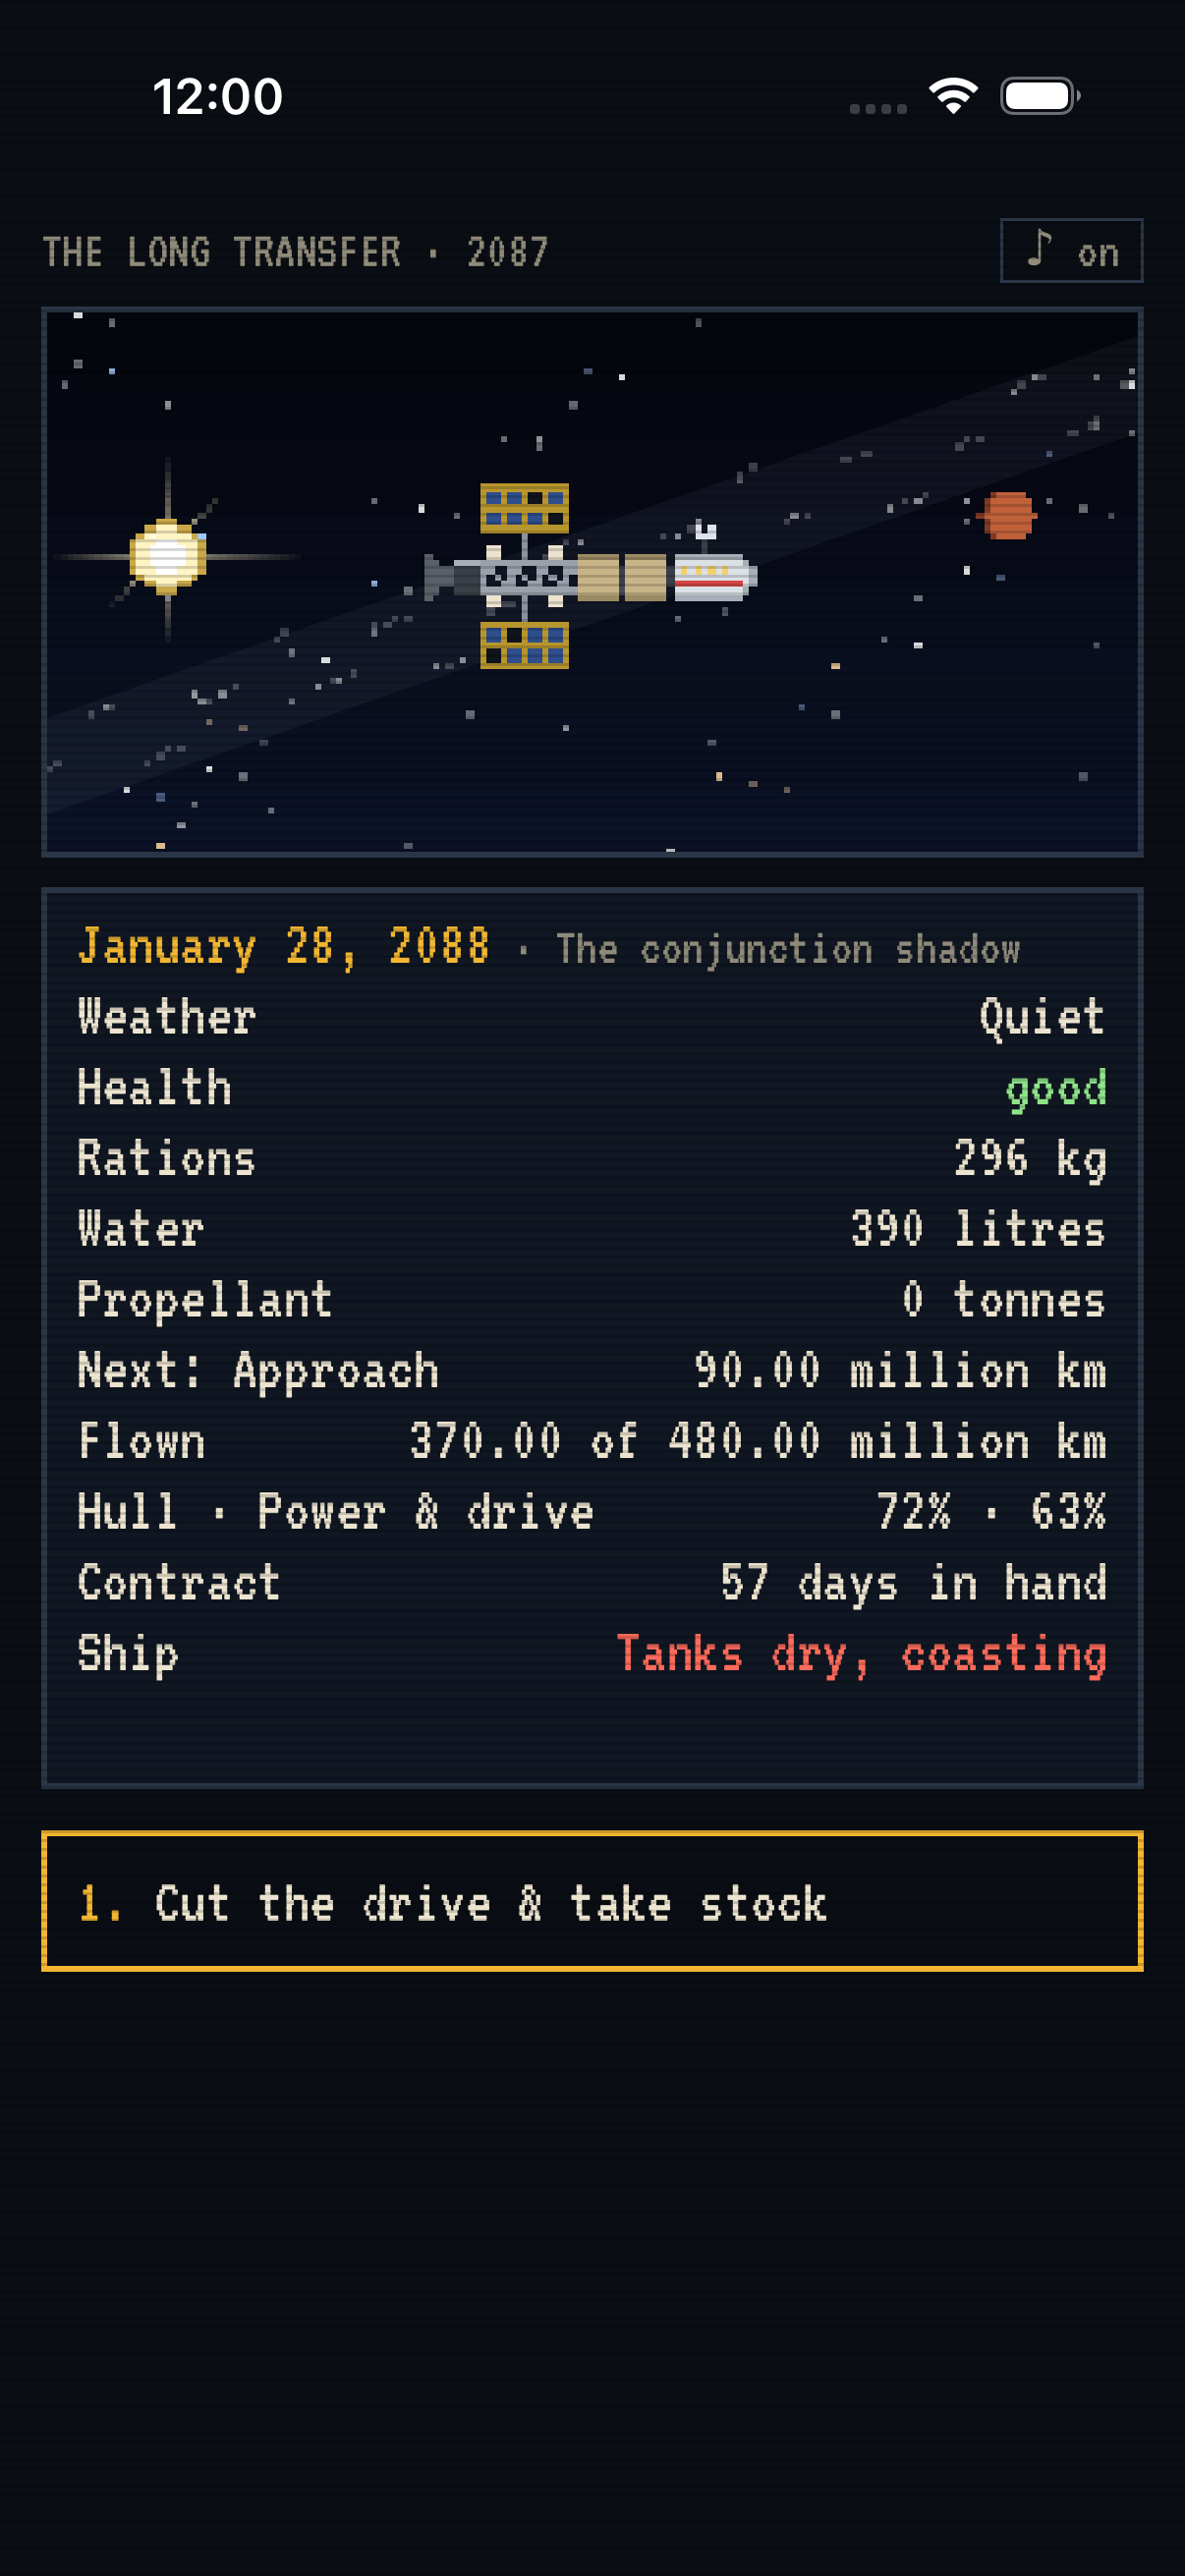 12:00
THE LONG TRANSFER · 2087
♪ on
January 28, 2088 · The conjunction shadow
Weather Quiet
Health good
Rations 296 kg
Water 390 litres
Propellant 0 tonnes
Next: Approach 90.00 million km
Flown 370.00 of 480.00 million km
Hull · Power & drive 72% · 63%
Contract 57 days in hand
Ship Tanks dry, coasting
1. Cut the drive & take stock